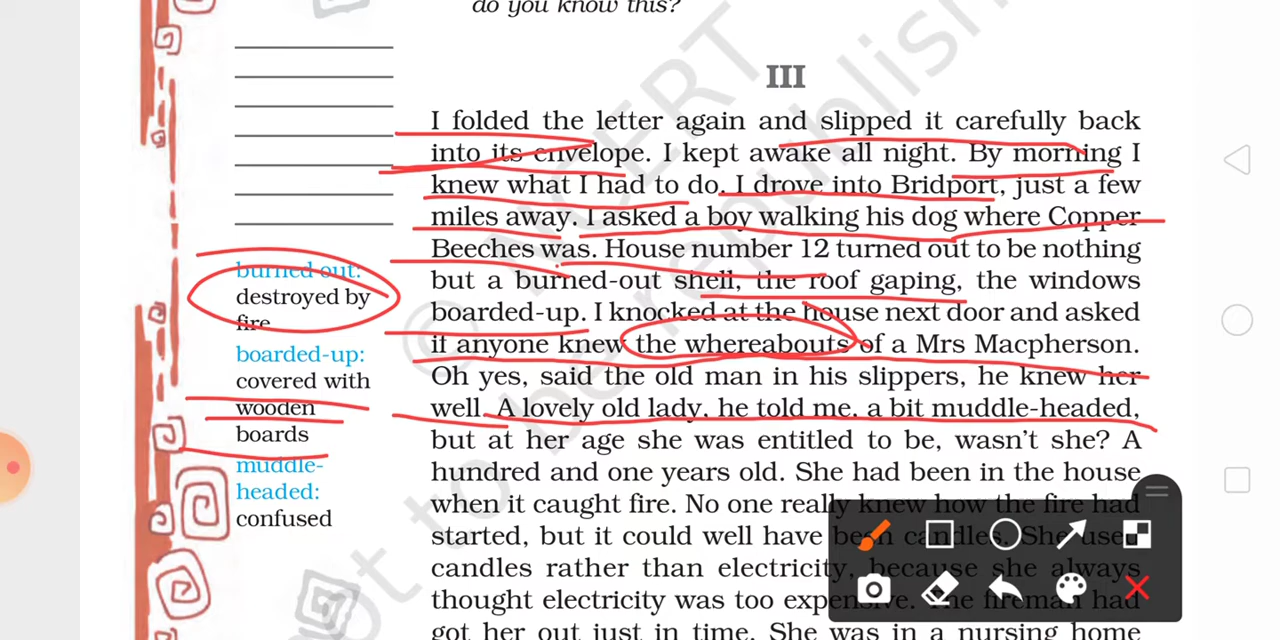 do you know this?
III
I folded the letter again and slipped it carefully back
into its envelope. I kept awake all night. By morning I
knew what I had to do. I drove into Bridport, just a few
miles away. I asked a boy walking his dog where Copper
Beeches was. House number 12 turned out to be nothing
but a burned-out shell, the roof gaping, the windows
boarded-up. I knocked at the house next door and asked
if anyone knew the whereabouts of a Mrs Macpherson.
Oh yes, said the old man in his slippers, he knew her
well. A lovely old lady, he told me, a bit muddle-headed,
but at her age she was entitled to be, wasn't she? A
hundred and one years old. She had been in the house
when it caught fire. No one really knew how the fire had
started, but it could well have been candles. She used
candles rather than electricity, because she always
thought electricity was too expensive. The fireman had
got her out just in time. She was in a nursing home
burned out:
destroyed by
fire
boarded-up:
covered with
wooden
boards
muddle-
headed:
confused
© NCERT
not to be republished